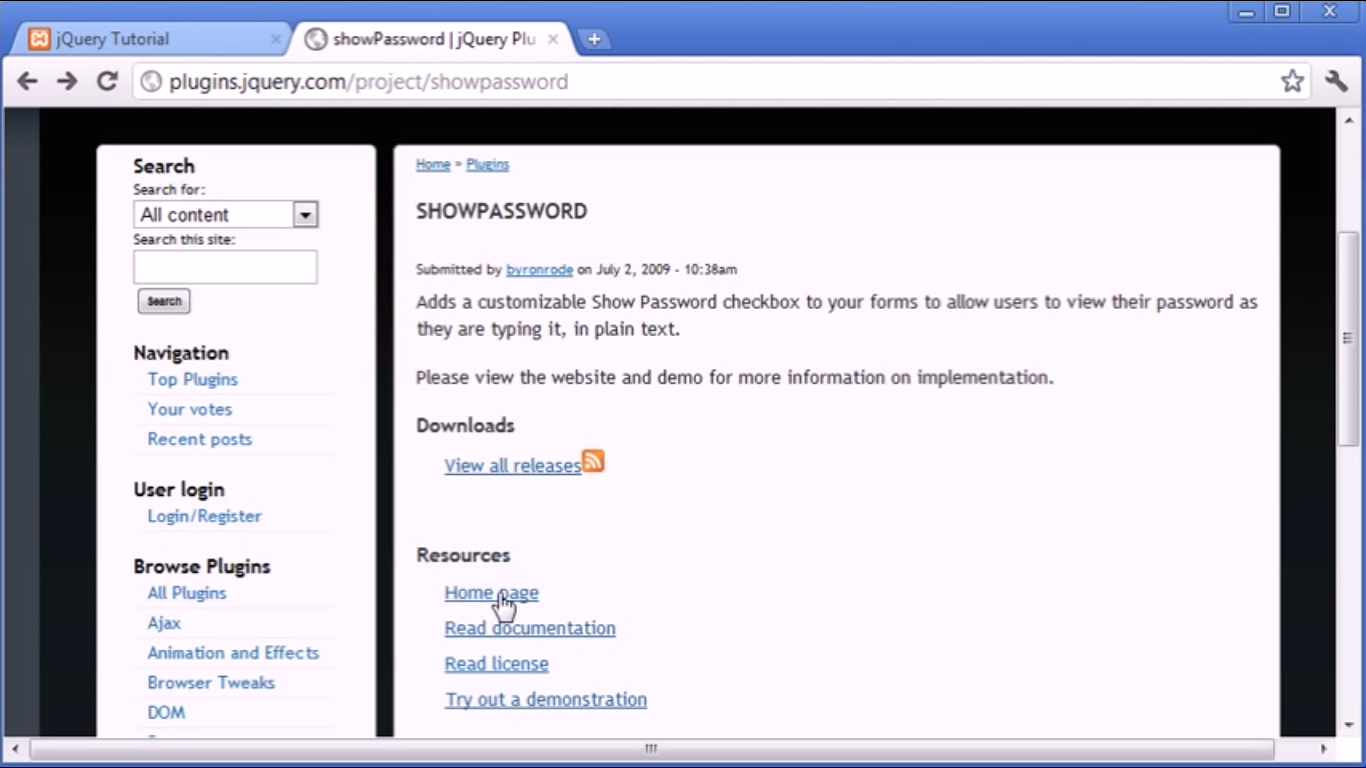 jQuery Tutorial
showPassword | jQuery Plu
plugins.jquery.com/project/showpassword
Search
Search for:
All content
Search this site:
Search
Navigation
Top Plugins
Your votes
Recent posts
User login
Login/Register
Browse Plugins
All Plugins
Ajax
Animation and Effects
Browser Tweaks
DOM
Home » Plugins
SHOWPASSWORD
Submitted by byronrode on July 2, 2009 - 10:38am
Adds a customizable Show Password checkbox to your forms to allow users to view their password as
they are typing it, in plain text.
Please view the website and demo for more information on implementation.
Downloads
View all releases
Resources
Home page
Read documentation
Read license
Try out a demonstration